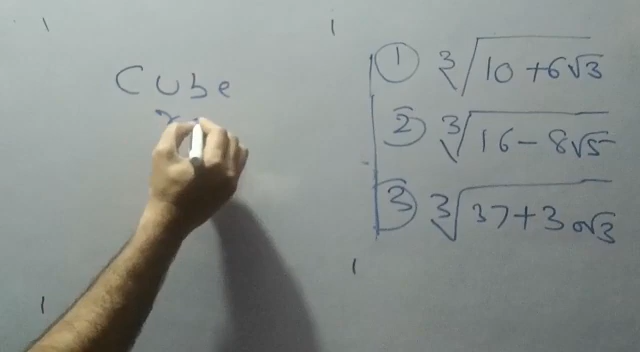 Cube
① ∛(10+6√3)
② ∛(16-8√5)
③ ∛(37+30√3)